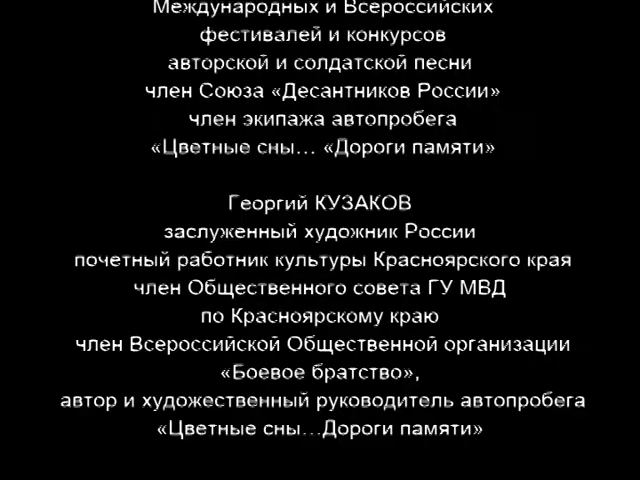 Международных и Всероссийских
фестивалей и конкурсов
авторской и солдатской песни
член Союза «Десантников России»
член экипажа автопробега
«Цветные сны… «Дороги памяти»
Георгий КУЗАКОВ
заслуженный художник России
почетный работник культуры Красноярского края
член Общественного совета ГУ МВД
по Красноярскому краю
член Всероссийской Общественной организации
«Боевое братство»,
автор и художественный руководитель автопробега
«Цветные сны…Дороги памяти»